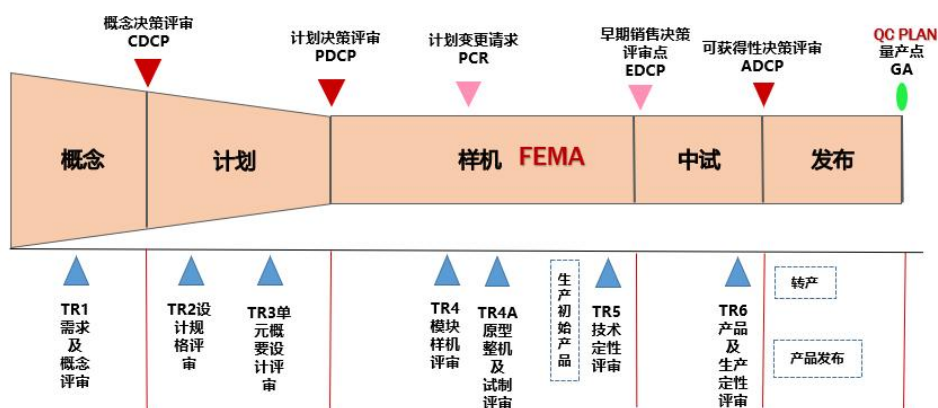 概念决策评审
CDCP
计划决策评审
PDCP
计划变更请求
PCR
早期销售决策
评审点
EDCP
可获得性决策评审
ADCP
QC PLAN
量产点
GA
概念
计划
样机 FEMA
中试
发布
TR1
需求
及
概念
评审
TR2设
计规
格评
审
TR3单
元概
要设
计评
审
TR4
模块
样机
评审
TR4A
原型
整机
及
试制
评审
生
产
初
始
产
品
TR5
技术
定性
评审
TR6
产品
及
生产
定性
评审
转产
产品发布